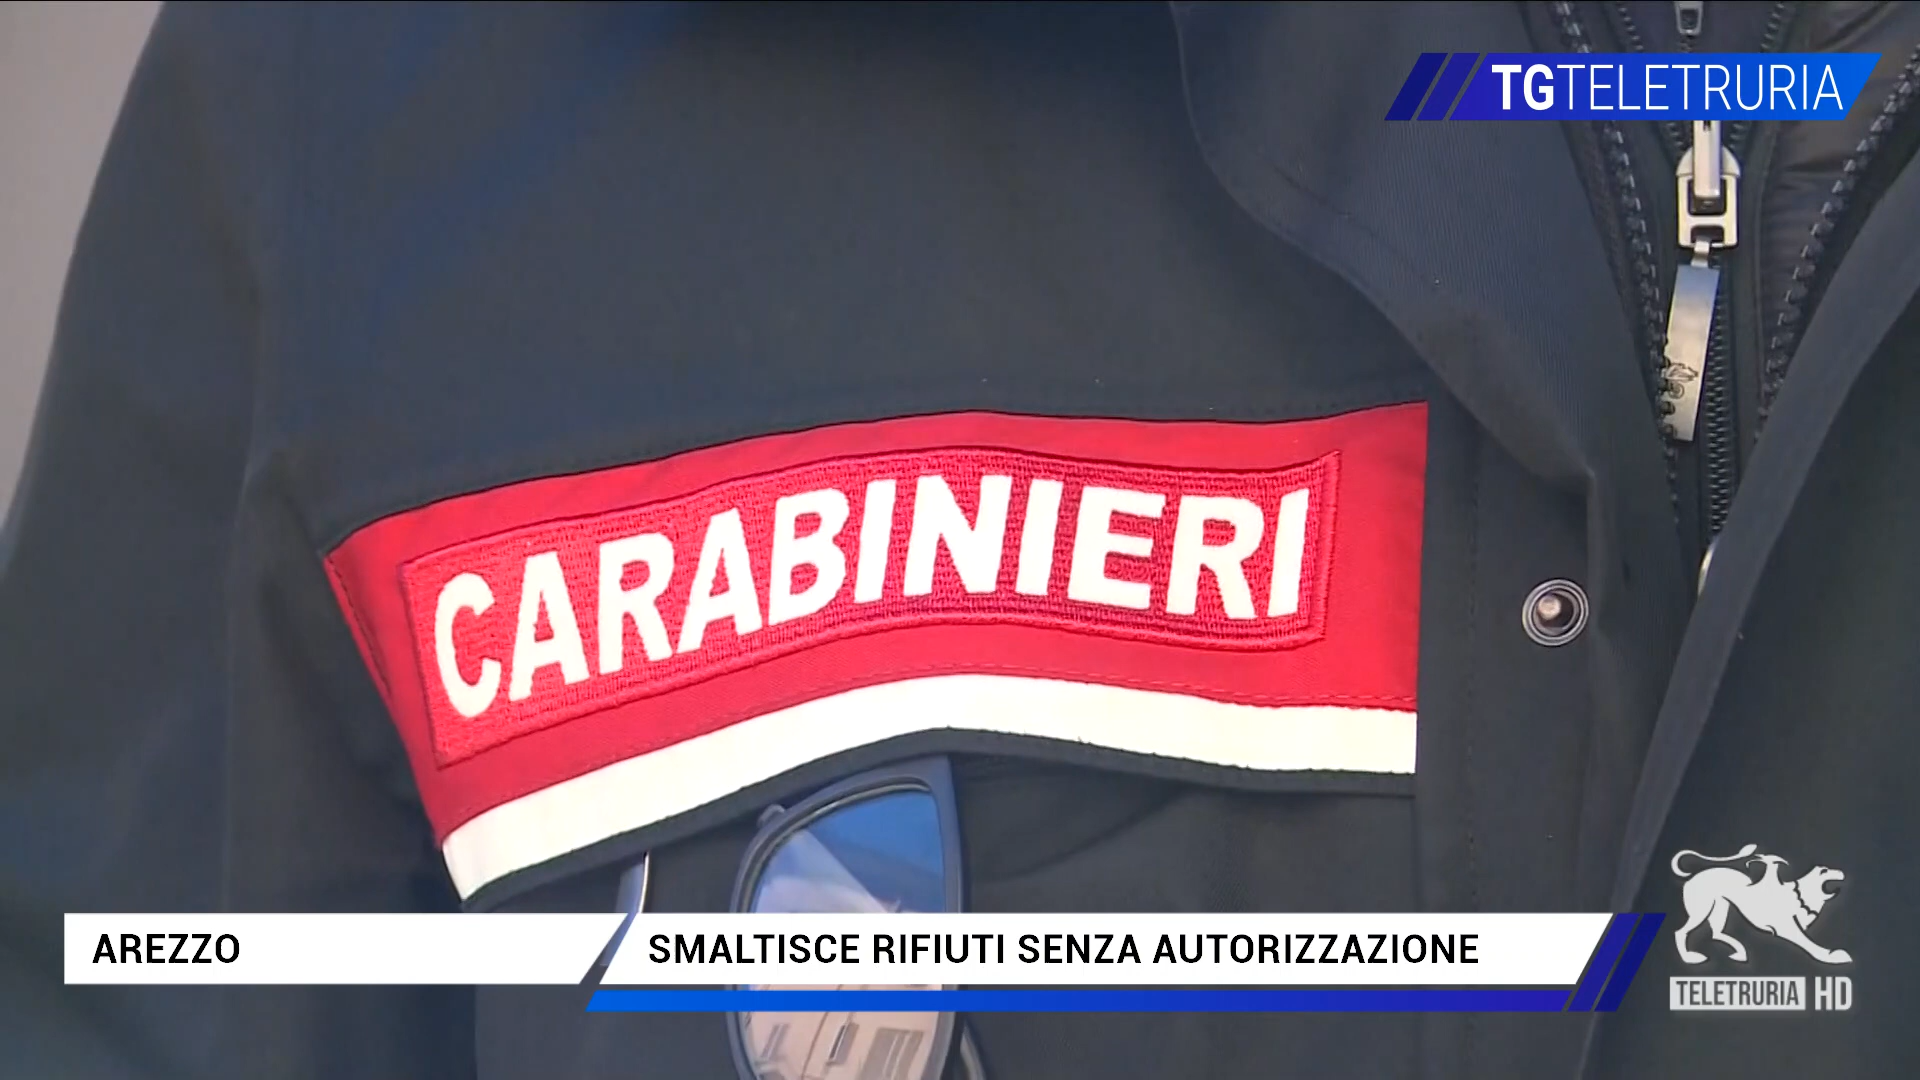 TGTELETRURIA
CARABINIERI
AREZZO
SMALTISCE RIFIUTI SENZA AUTORIZZAZIONE
TELETRURIA HD